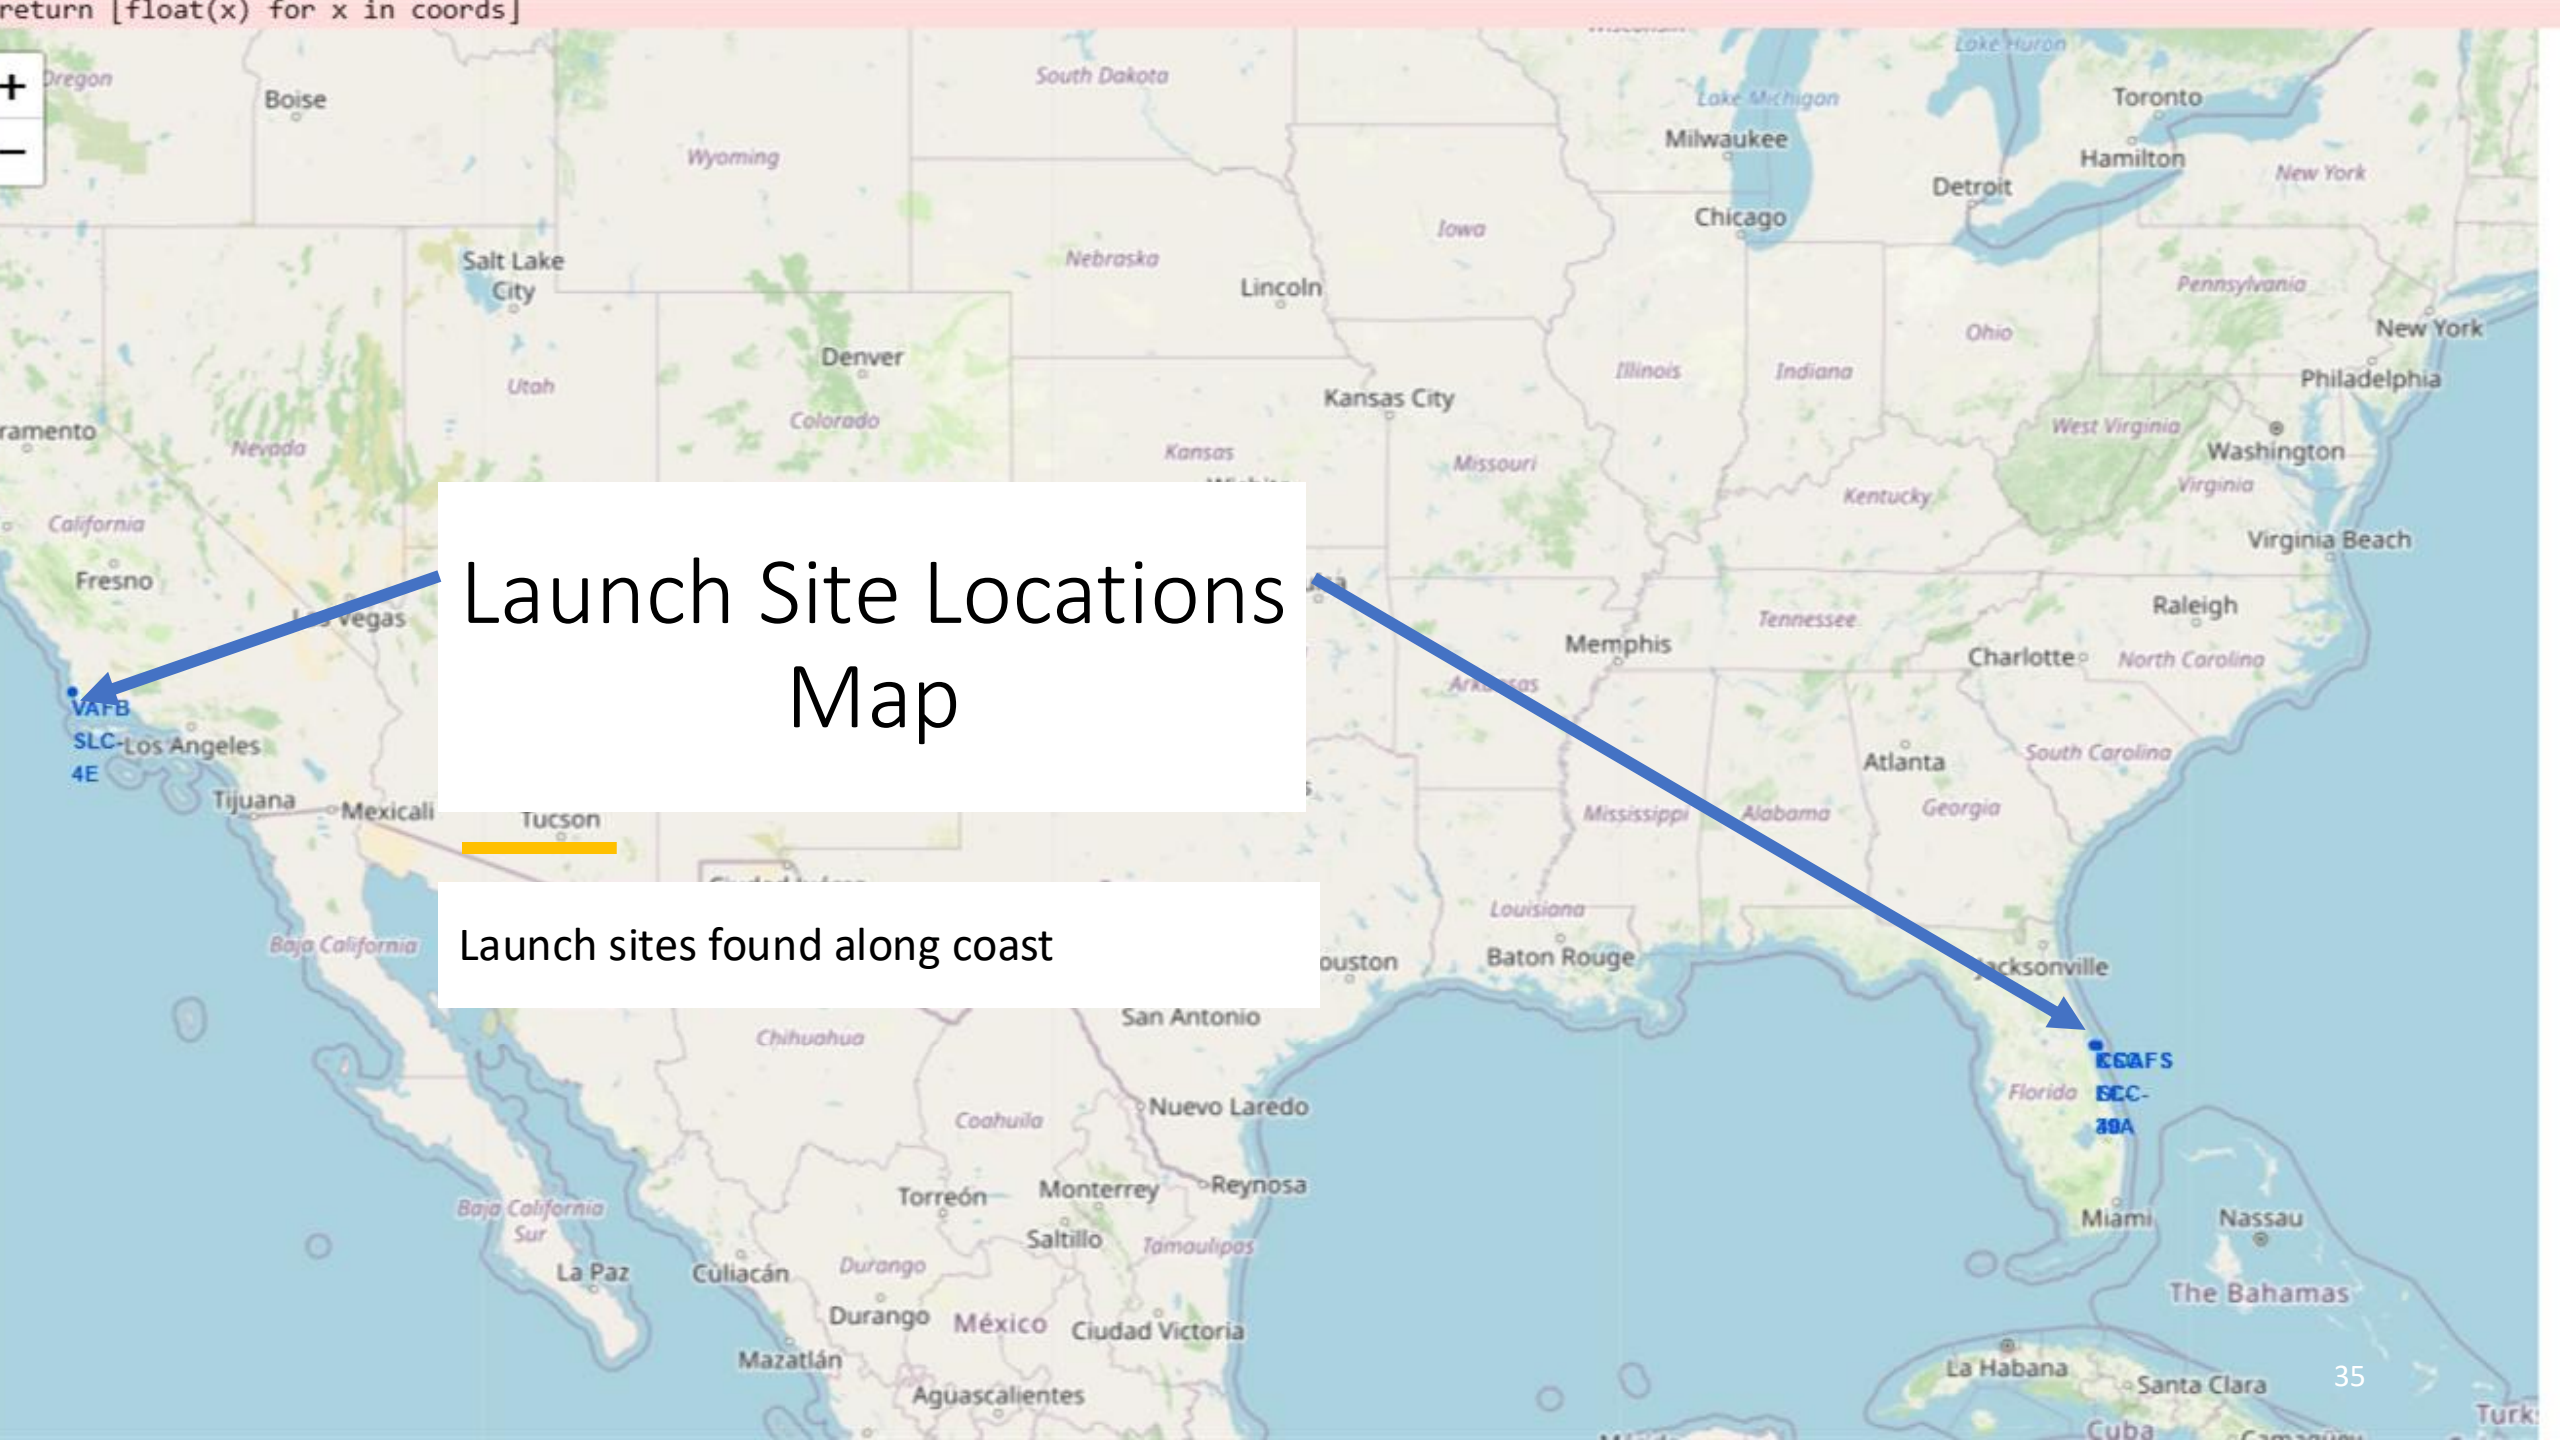 return [float(x) for x in coords]
+
−
Oregon
Boise
South Dakota
Lake Michigan
Lake Huron
Toronto
Wyoming
Milwaukee
Hamilton
New York
Detroit
Chicago
Iowa
Salt Lake
City
Nebraska
Lincoln
Pennsylvania
New York
Ohio
Denver
Utah
Illinois
Indiana
Philadelphia
Kansas City
Colorado
ramento
Nevada
Kansas
Missouri
West Virginia
Washington
Virginia
Kentucky
California
Virginia Beach
Fresno
Launch Site Locations
Map
Raleigh
Tennessee
Memphis
Charlotte
North Carolina
Arkansas
VAFB
SLC-
4E
Los Angeles
Atlanta
South Carolina
Tijuana
Mexicali
Tucson
Mississippi
Alabama
Georgia
Louisiana
Launch sites found along coast
Baja California
ouston
Baton Rouge
Jacksonville
San Antonio
Chihuahua
Florida
Coahuila
Nuevo Laredo
Torreón
Monterrey
Reynosa
Baja California
Sur
Saltillo
Tamaulipas
Miami
Nassau
La Paz
Culiacán
Durango
The Bahamas
Durango
México
Ciudad Victoria
Mazatlán
La Habana
Santa Clara
35
Aguascalientes
Turk
Cuba